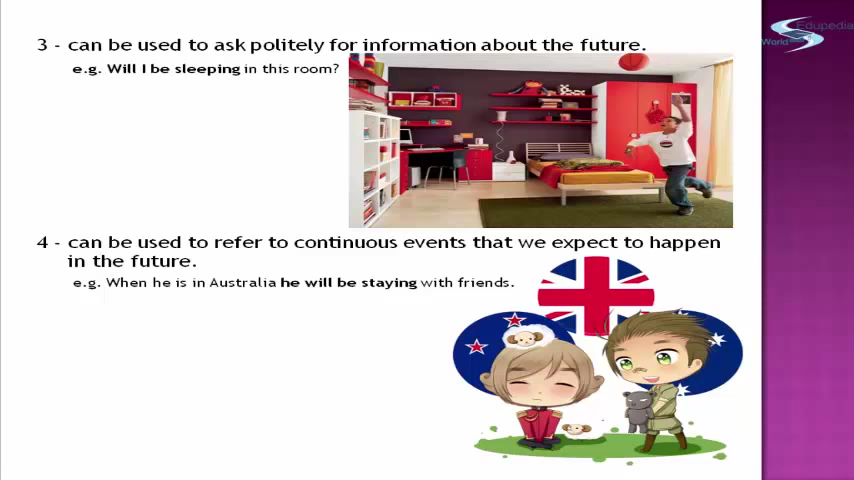 3 - can be used to ask politely for information about the future.
e.g. Will I be sleeping in this room?
4 - can be used to refer to continuous events that we expect to happen
in the future.
e.g. When he is in Australia he will be staying with friends.
Edupedia
World